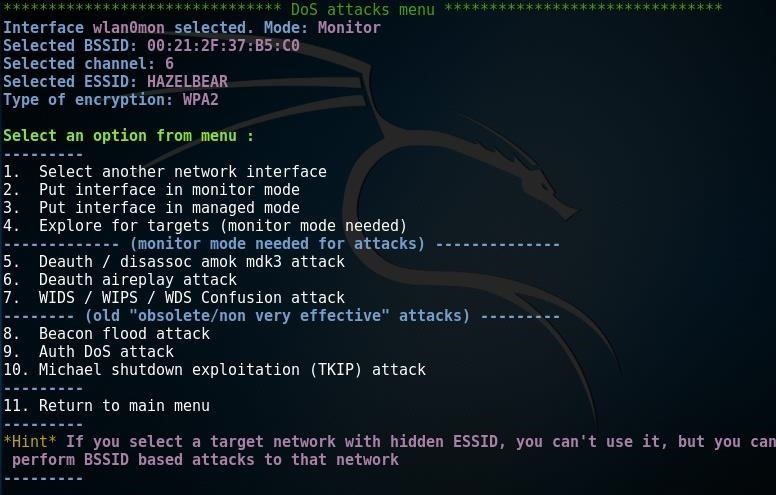 ******************************* DoS attacks menu *******************************
Interface wlan0mon selected. Mode: Monitor
Selected BSSID: 00:21:2F:37:B5:C0
Selected channel: 6
Selected ESSID: HAZELBEAR
Type of encryption: WPA2
Select an option from menu :
---------
1.  Select another network interface
2.  Put interface in monitor mode
3.  Put interface in managed mode
4.  Explore for targets (monitor mode needed)
------------- (monitor mode needed for attacks) --------------
5.  Deauth / disassoc amok mdk3 attack
6.  Deauth aireplay attack
7.  WIDS / WIPS / WDS Confusion attack
-------- (old "obsolete/non very effective" attacks) ---------
8.  Beacon flood attack
9.  Auth DoS attack
10. Michael shutdown exploitation (TKIP) attack
---------
11. Return to main menu
---------
*Hint* If you select a target network with hidden ESSID, you can't use it, but you can
 perform BSSID based attacks to that network
---------